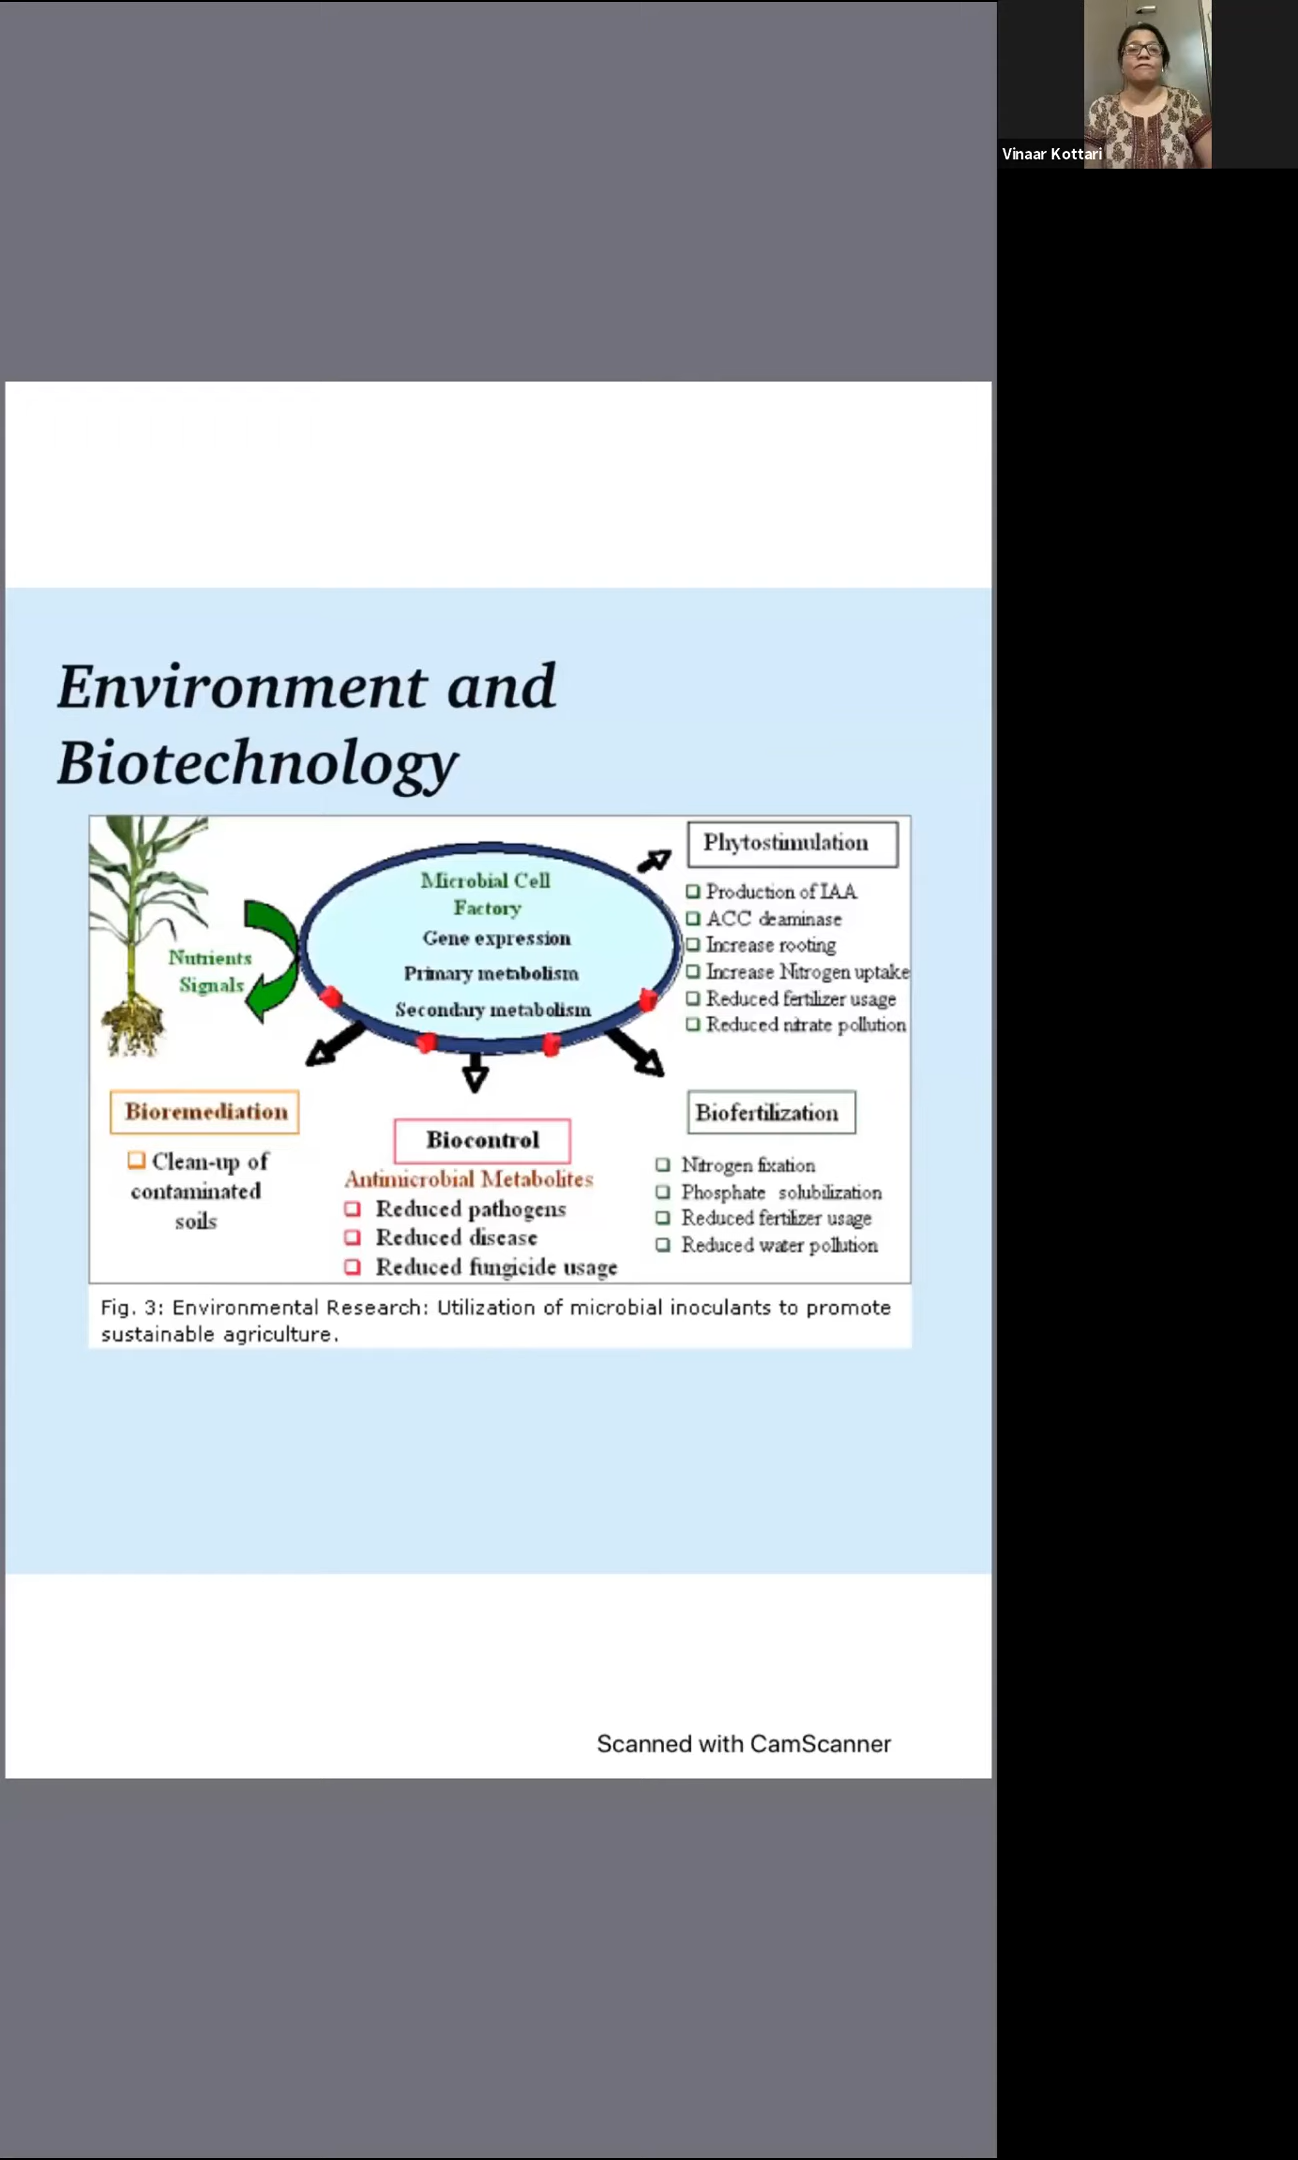 Vinaar Kottari
Environment and
Biotechnology
Microbial Cell
Factory
Gene expression
Primary metabolism
Secondary metabolism
Nutrients
Signals
Phytostimulation
Production of IAA
ACC deaminase
Increase rooting
Increase Nitrogen uptake
Reduced fertilizer usage
Reduced nitrate pollution
Bioremediation
Clean-up of
contaminated
soils
Biocontrol
Antimicrobial Metabolites
Reduced pathogens
Reduced disease
Reduced fungicide usage
Biofertilization
Nitrogen fixation
Phosphate solubilization
Reduced fertilizer usage
Reduced water pollution
Fig. 3: Environmental Research: Utilization of microbial inoculants to promote
sustainable agriculture.
Scanned with CamScanner